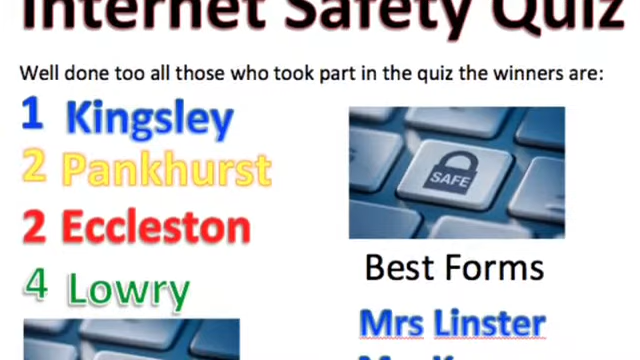 Internet Safety Quiz
Well done too all those who took part in the quiz the winners are:
1 Kingsley
2 Pankhurst
2 Eccleston
4 Lowry
SAFE
Best Forms
Mrs Linster